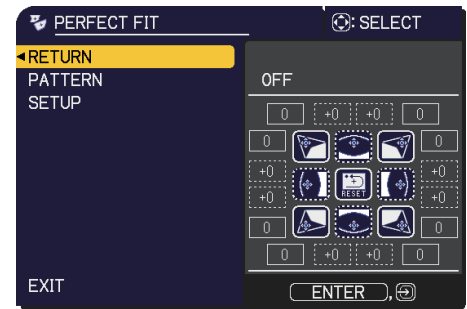 PERFECT FIT : SELECT
RETURN
PATTERN OFF
SETUP
0 +0 +0 0
0 0
+0 +0
RESET
+0 +0
0 0
0 +0 +0 0
EXIT ENTER ,